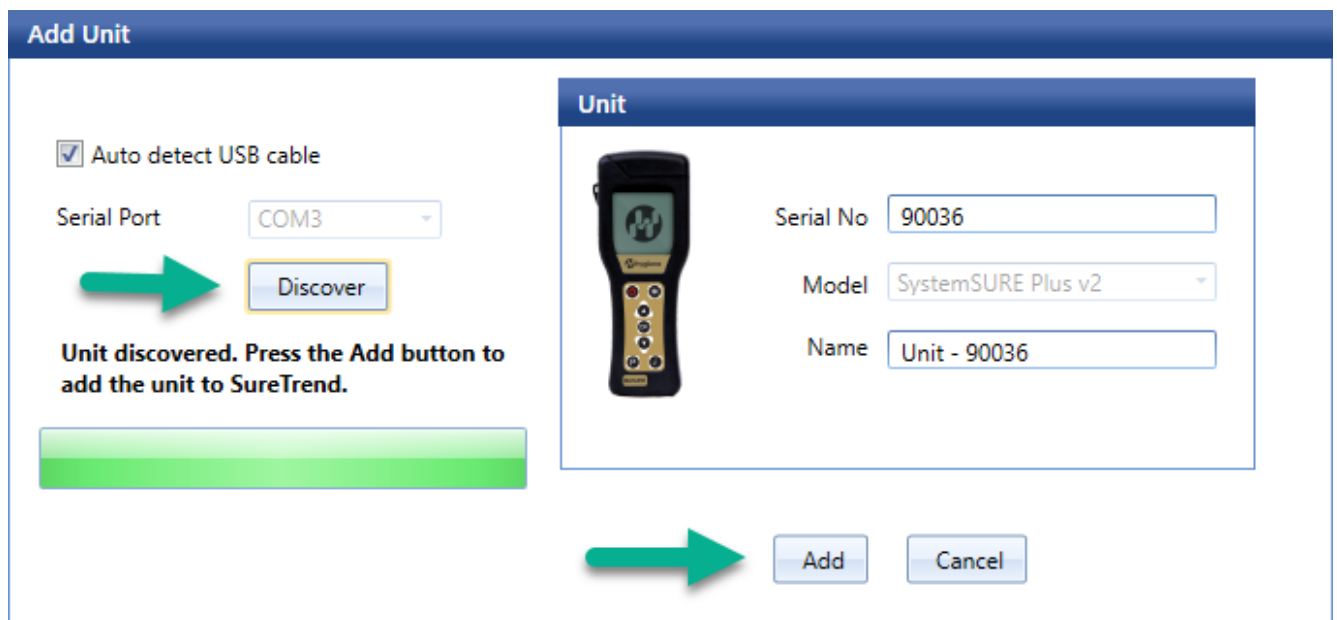 Add Unit
Auto detect USB cable
Serial Port
COM3
Discover
Unit discovered. Press the Add button to
add the unit to SureTrend.
Unit
Hygiena
Serial No
90036
Model
SystemSURE Plus v2
Name
Unit - 90036
Add
Cancel